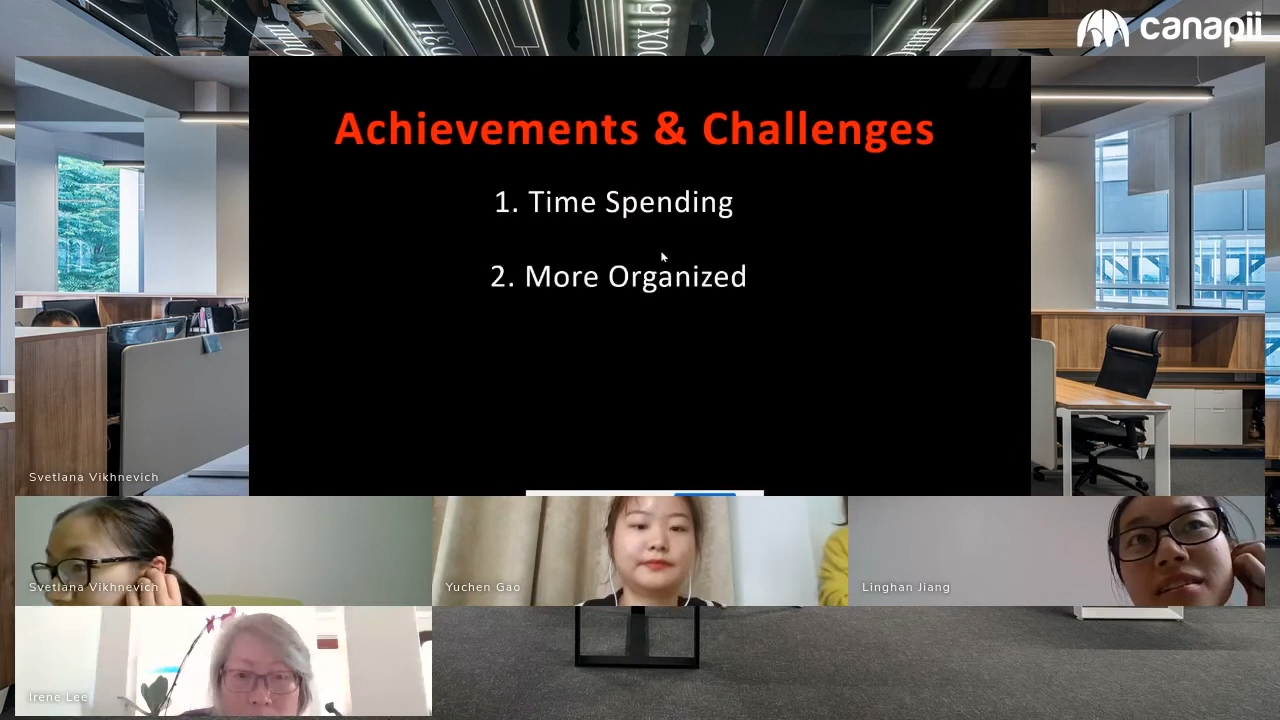 canapii
Achievements & Challenges
1. Time Spending
2. More Organized
Svetlana Vikhnevich
Svetlana Vikhnevich
Yuchen Gao
Linghan Jiang
Irene Lee